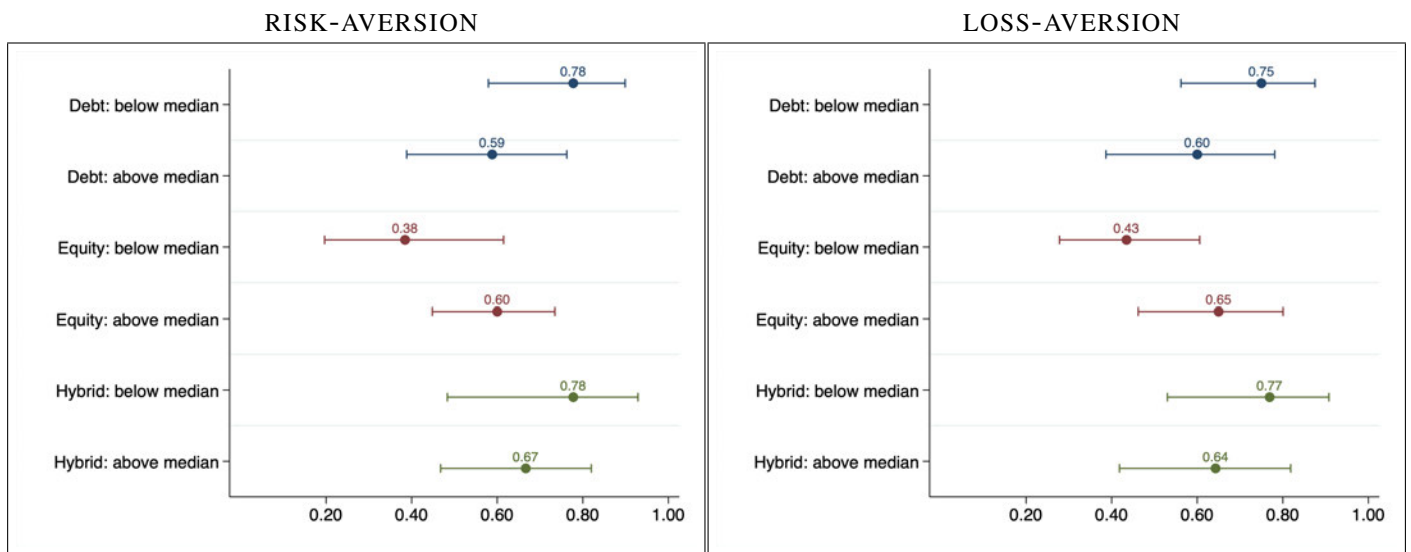 RISK-AVERSION
Debt: below median
0.78
Debt: above median
0.59
Equity: below median
0.38
Equity: above median
0.60
Hybrid: below median
0.78
Hybrid: above median
0.67
0.20 0.40 0.60 0.80 1.00
LOSS-AVERSION
Debt: below median
0.75
Debt: above median
0.60
Equity: below median
0.43
Equity: above median
0.65
Hybrid: below median
0.77
Hybrid: above median
0.64
0.20 0.40 0.60 0.80 1.00